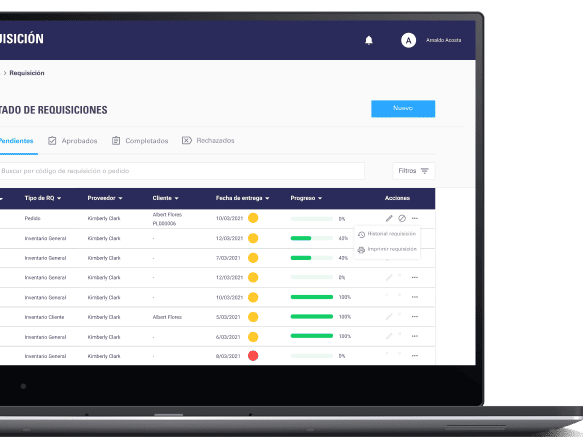 UISICIÓN
A Arnaldo Acosta
> Requisición
TADO DE REQUISICIONES
Nuevo
Pendientes Aprobados Completados Rechazados
Buscar por código de requisición o pedido
Filtros
Tipo de RQ Proveedor Cliente Fecha de entrega Progreso Acciones
Pedido Kimberly Clark Albert Flores PL000006 10/03/2021 0%
Historial requisición
Inventario General Kimberly Clark - 12/03/2021 40%
Imprimir requisición
Inventario General Kimberly Clark - 7/03/2021 40%
Inventario General Kimberly Clark - 12/03/2021 0%
Inventario General Kimberly Clark - 10/03/2021 100%
Inventario Cliente Kimberly Clark Albert Flores 5/03/2021 100%
Inventario General Kimberly Clark - 6/03/2021 100%
Inventario General Kimberly Clark - 8/03/2021 0%